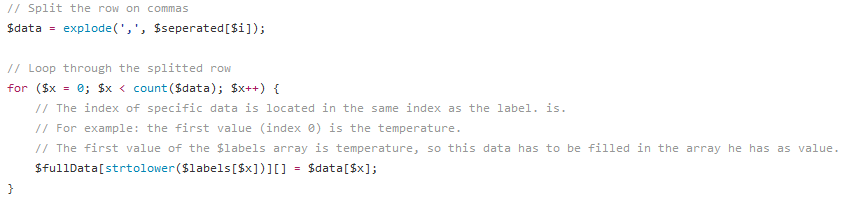 // Split the row on commas
$data = explode(',', $seperated[$i]);
// Loop through the splitted row
for ($x = 0; $x < count($data); $x++) {
// The index of specific data is located in the same index as the label. is.
// For example: the first value (index 0) is the temperature.
// The first value of the $labels array is temperature, so this data has to be filled in the array he has as value.
$fullData[strtolower($labels[$x])][] = $data[$x];
}